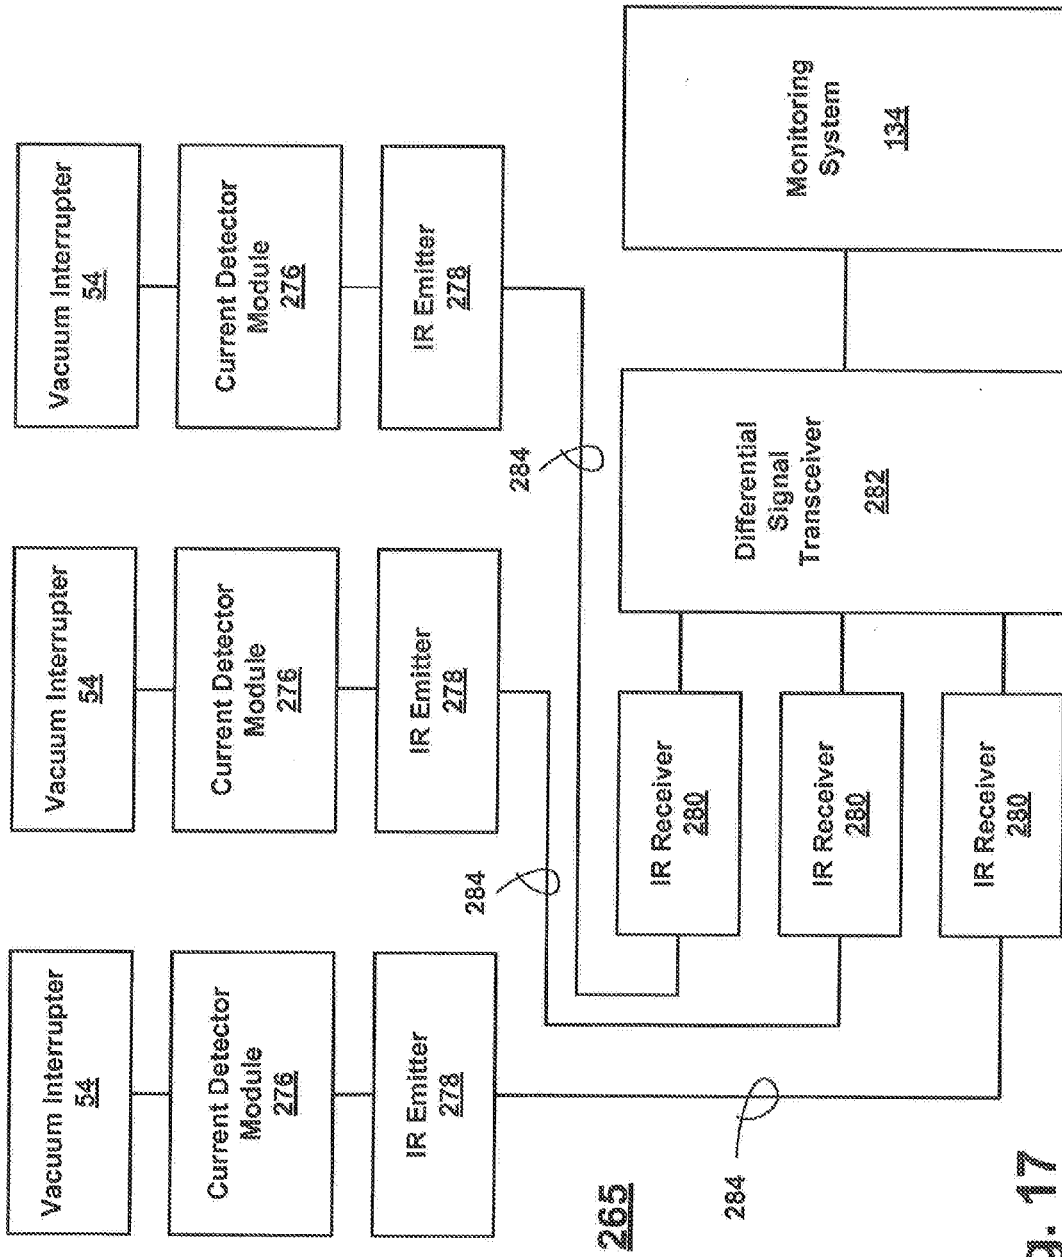 Vacuum Interrupter
54
Vacuum Interrupter
54
Vacuum Interrupter
54
Current Detector
Module
276
Current Detector
Module
276
Current Detector
Module
276
IR Emitter
278
IR Emitter
278
IR Emitter
278
284
284
284
265
IR Receiver
280
IR Receiver
280
IR Receiver
280
Differential
Signal
Transceiver
282
Monitoring
System
134
g. 17